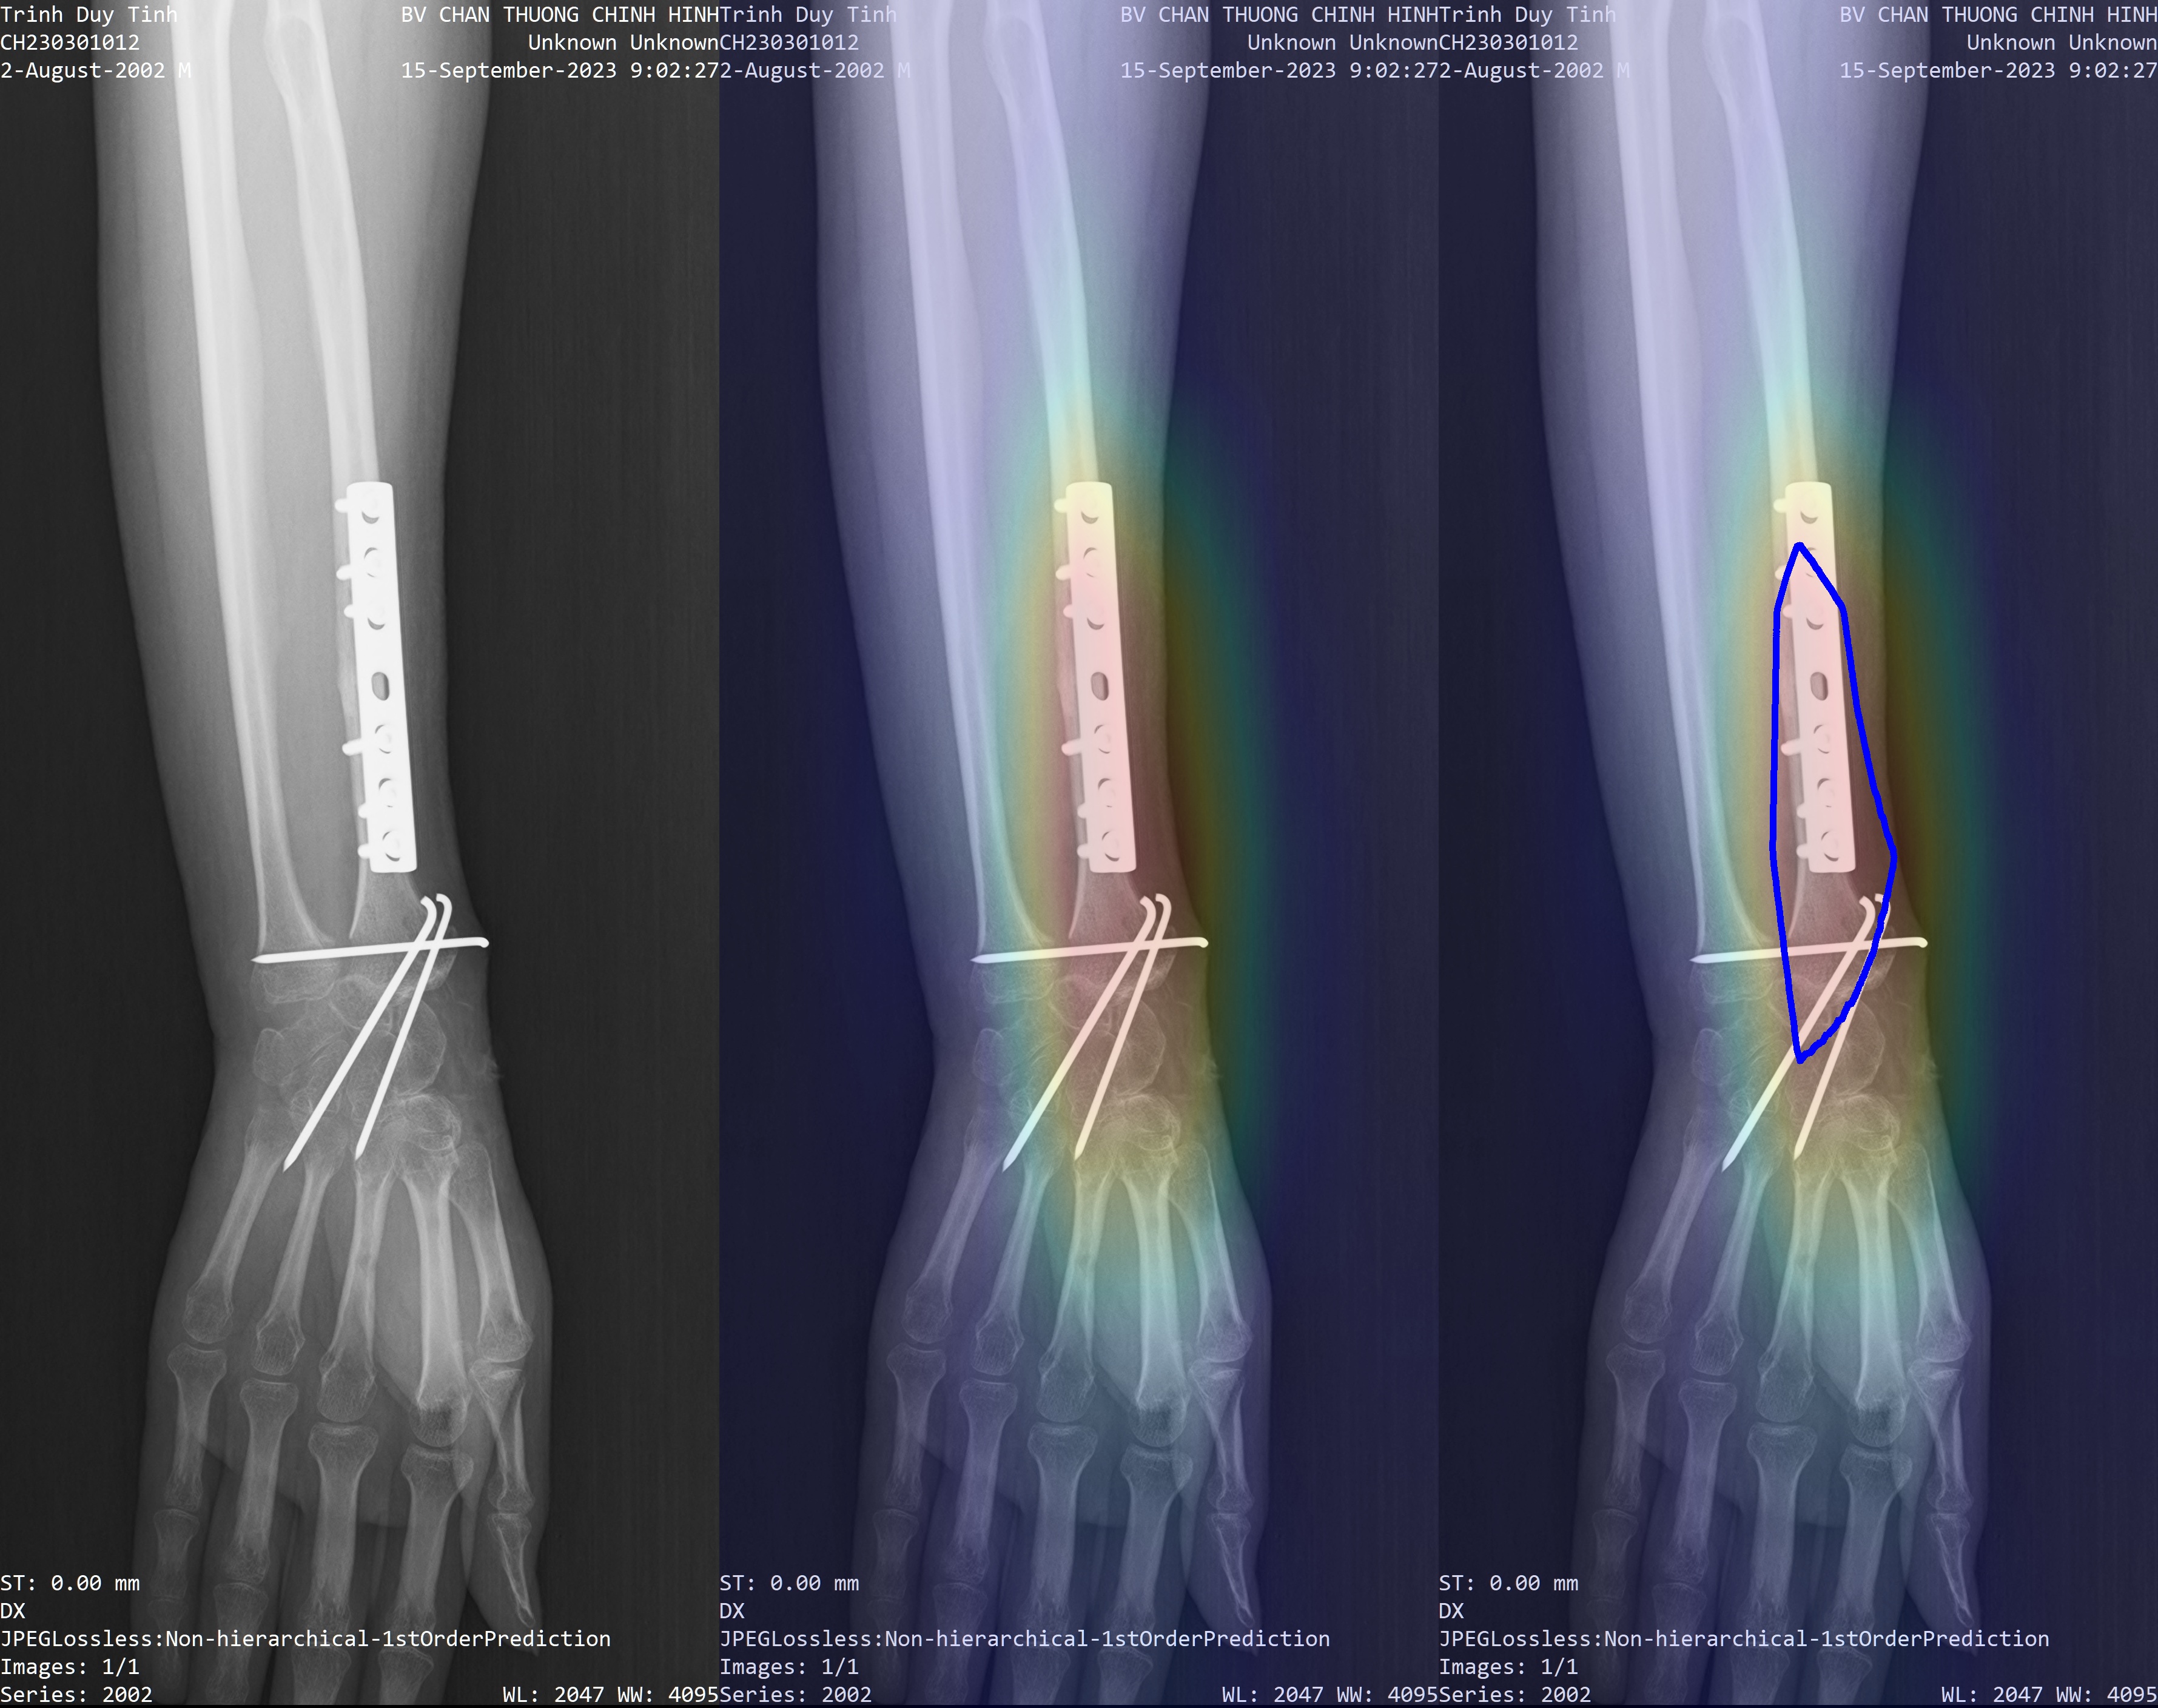 Trinh Duy Tinh BV CHAN THUONG CHINH HINH
CH230301012 Unknown Unknown
2-August-2002 M 15-September-2023 9:02:27
Trinh Duy Tinh BV CHAN THUONG CHINH HINH
CH230301012 Unknown Unknown
2-August-2002 M 15-September-2023 9:02:27
Trinh Duy Tinh BV CHAN THUONG CHINH HINH
CH230301012 Unknown Unknown
2-August-2002 M 15-September-2023 9:02:27
ST: 0.00 mm
DX
JPEGLossless:Non-hierarchical-1stOrderPrediction
Images: 1/1
Series: 2002 WL: 2047 WW: 4095
ST: 0.00 mm
DX
JPEGLossless:Non-hierarchical-1stOrderPrediction
Images: 1/1
Series: 2002 WL: 2047 WW: 4095
ST: 0.00 mm
DX
JPEGLossless:Non-hierarchical-1stOrderPrediction
Images: 1/1
Series: 2002 WL: 2047 WW: 4095